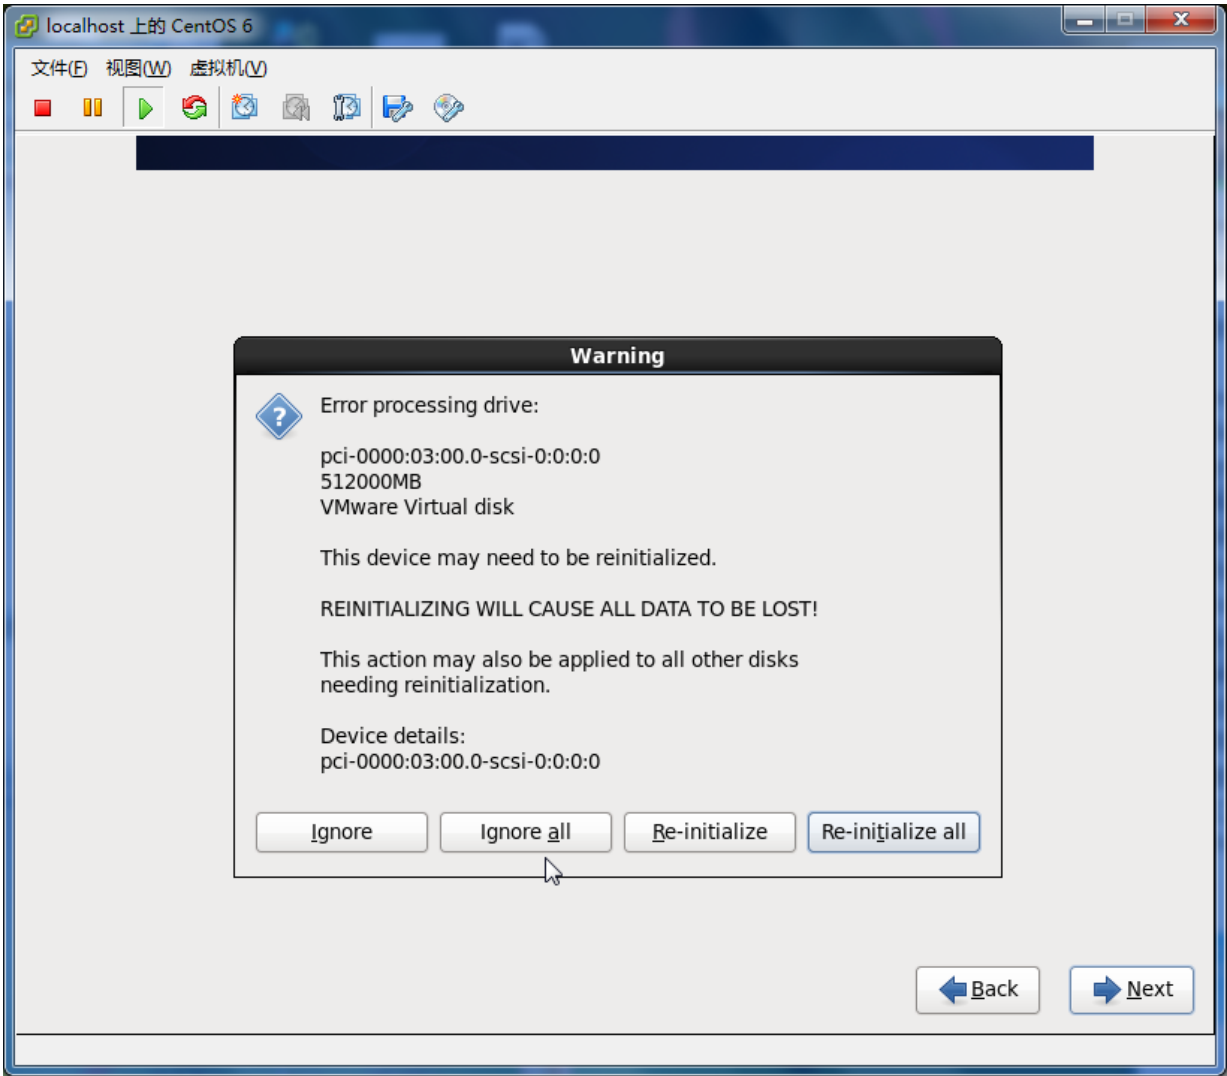 localhost 上的 CentOS 6
文件(F) 视图(W) 虚拟机(V)
Warning
Error processing drive:
pci-0000:03:00.0-scsi-0:0:0:0
512000MB
VMware Virtual disk
This device may need to be reinitialized.
REINITIALIZING WILL CAUSE ALL DATA TO BE LOST!
This action may also be applied to all other disks
needing reinitialization.
Device details:
pci-0000:03:00.0-scsi-0:0:0:0
Ignore Ignore all Re-initialize Re-initialize all
Back Next